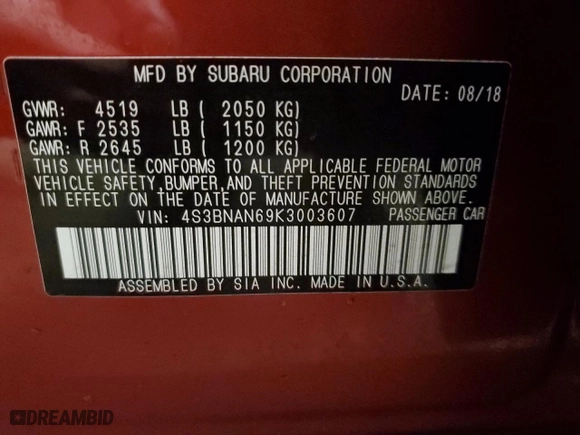 MFD BY SUBARU CORPORATION
DATE: 08/18
GVWR: 4519 LB ( 2050 KG)
GAWR: F 2535 LB ( 1150 KG)
GAWR: R 2645 LB ( 1200 KG)
THIS VEHICLE CONFORMS TO ALL APPLICABLE FEDERAL MOTOR
VEHICLE SAFETY,BUMPER,AND THEFT PREVENTION STANDARDS
IN EFFECT ON THE DATE OF MANUFACTURE SHOWN ABOVE.
VIN: 4S3BNAN69K3003607 PASSENGER CAR
ASSEMBLED BY SIA INC. MADE IN U.S.A.
DREAMBID